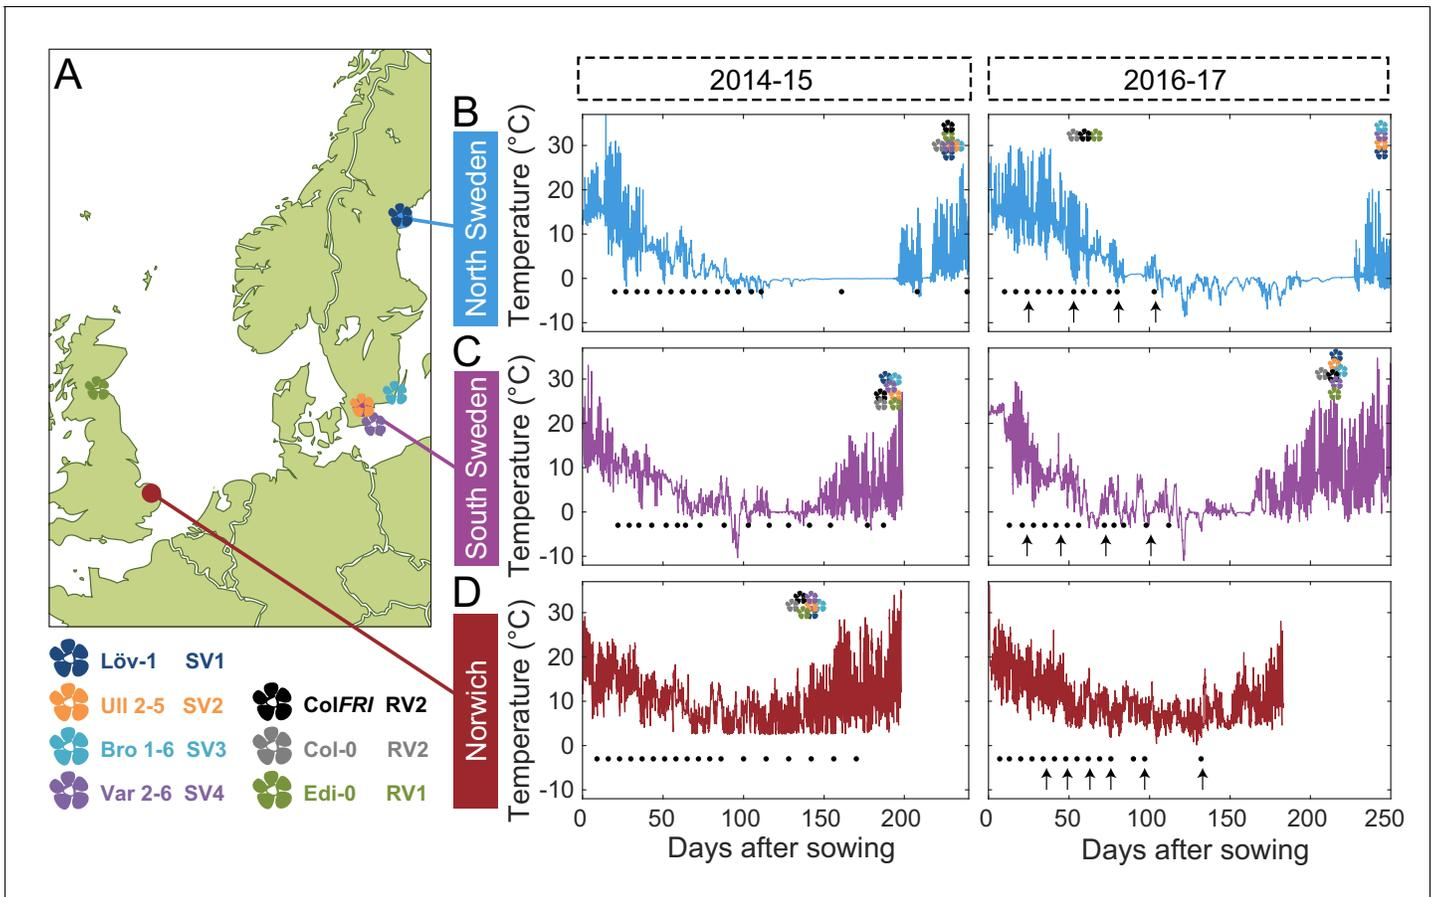 A
2014-15
2016-17
B
North Sweden
Temperature (°C)
30
20
10
0
-10
C
South Sweden
Temperature (°C)
30
20
10
0
-10
D
Norwich
Temperature (°C)
30
20
10
0
-10
0 50 100 150 200
0 50 100 150 200 250
Days after sowing
Days after sowing
Löv-1 SV1
Ull 2-5 SV2
Bro 1-6 SV3
Var 2-6 SV4
ColFRI RV2
Col-0 RV2
Edi-0 RV1